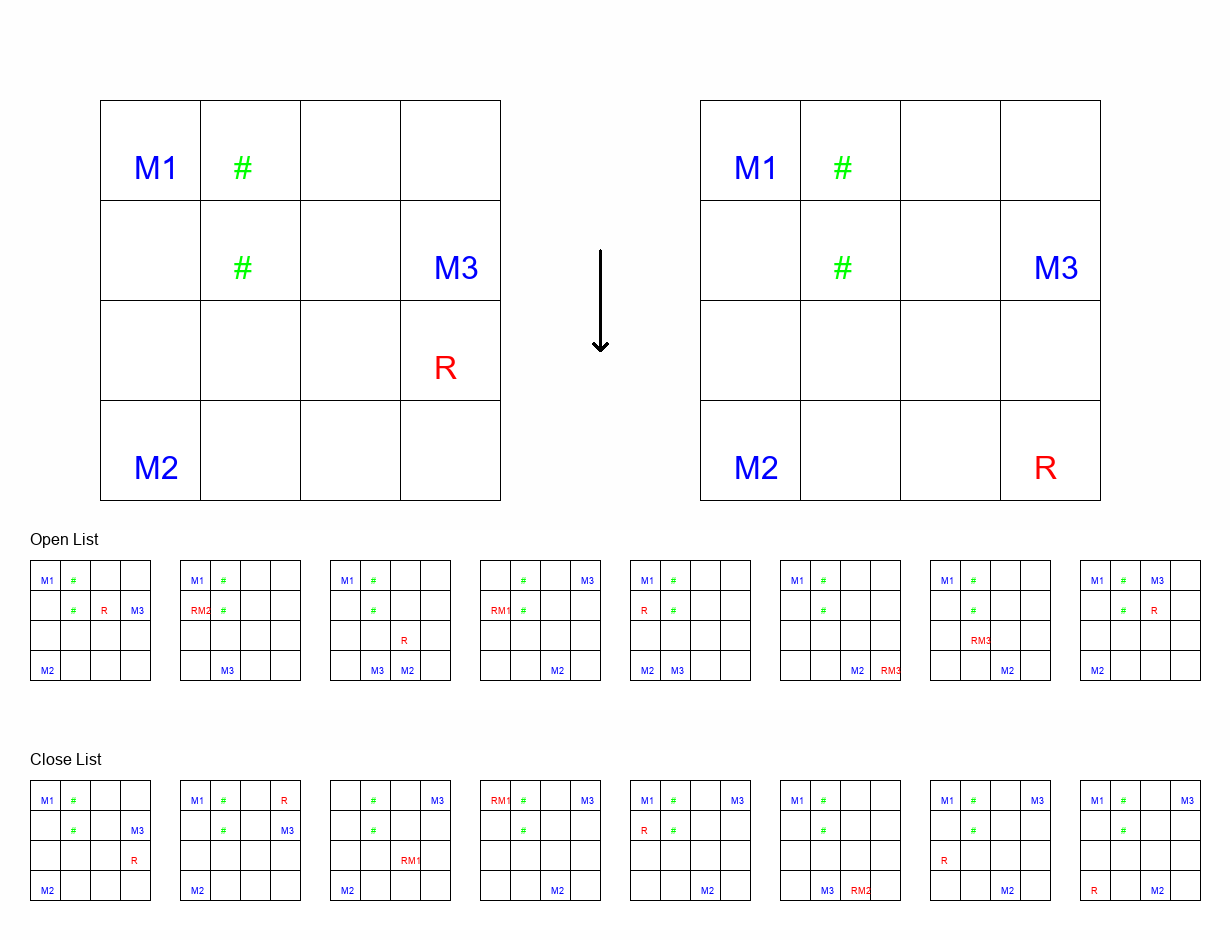 M1 # M1 #
# M3 # M3
R
M2 M2 R
Open List
M1 # M1 # M1 # # M3 M1 # M1 # M1 # M1 # M3
# R M3 RM2 # # RM1 # R # # # # R
R RM3
M2 M3 M3 M2 M2 M2 M3 M2 RM3 M2 M2
Close List
M1 # M1 # R # M3 RM1 # M3 M1 # M3 M1 # M1 # M3 M1 # M3
# M3 # M3 # # R # # # #
R RM1 R
M2 M2 M2 M2 M2 M3 RM2 M2 R M2